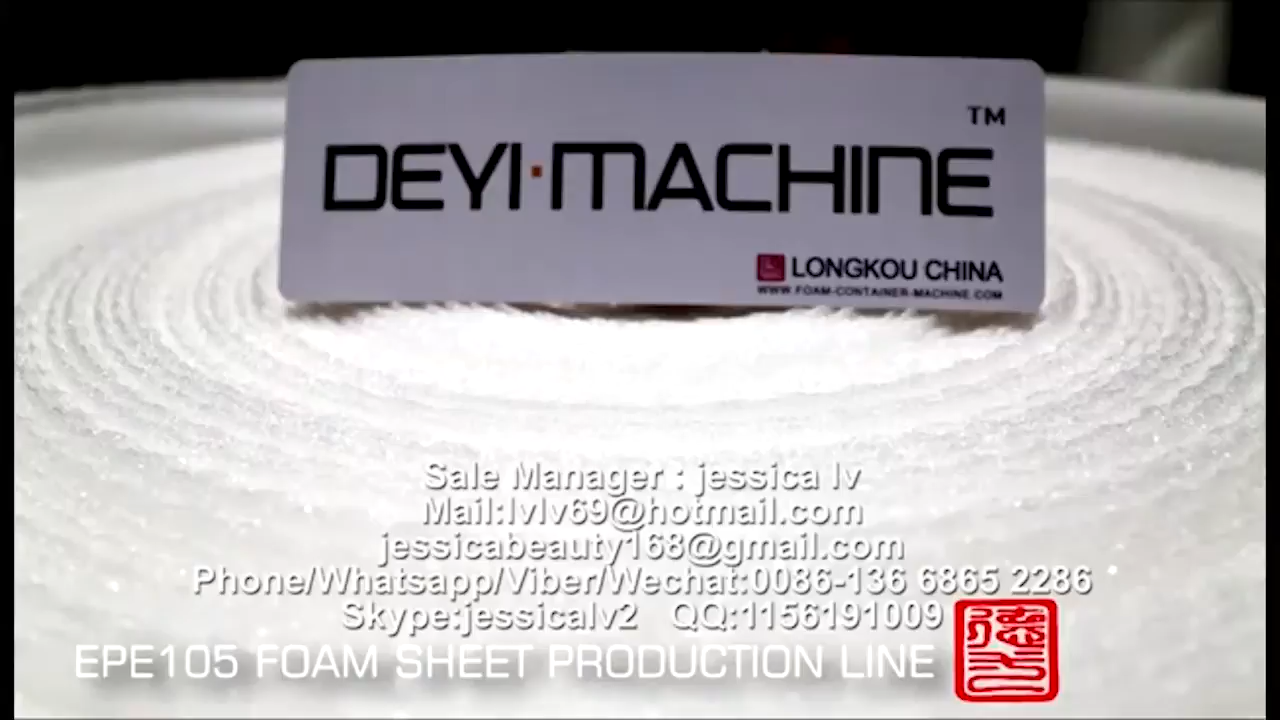 TM
DEYI·MACHINE
LONGKOU CHINA
WWW.FOAM-CONTAINER-MACHINE.COM
Sale Manager : jessica lv
Mail:lvlv69@hotmail.com
jessicabeauty168@gmail.com
Phone/Whatsapp/Viber/Wechat:0086-136 6865 2286
Skype:jessicalv2 QQ:1156191009
EPE105 FOAM SHEET PRODUCTION LINE